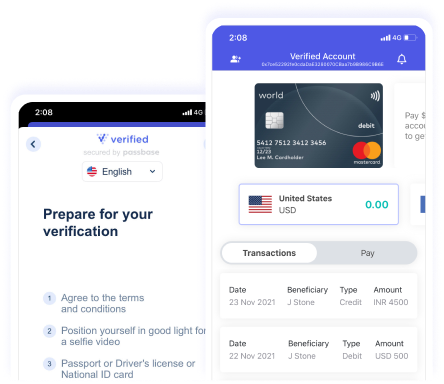 2:08
4G
verified
secured by passbase
English
Prepare for your
verification
1 Agree to the terms
and conditions
2 Position yourself in good light for
a selfie video
3 Passport or Driver's license or
National ID card
2:08
4G
Verified Account
world
debit
5412 7512 3412 3456
12/23
Lee M. Cardholder
mastercard
Pay $
to ge
United States
USD
0.00
Transactions
Pay
Date Beneficiary Type Amount
23 Nov 2021 J Stone Credit INR 4500
Date Beneficiary Type Amount
22 Nov 2021 J Stone Debit USD 500